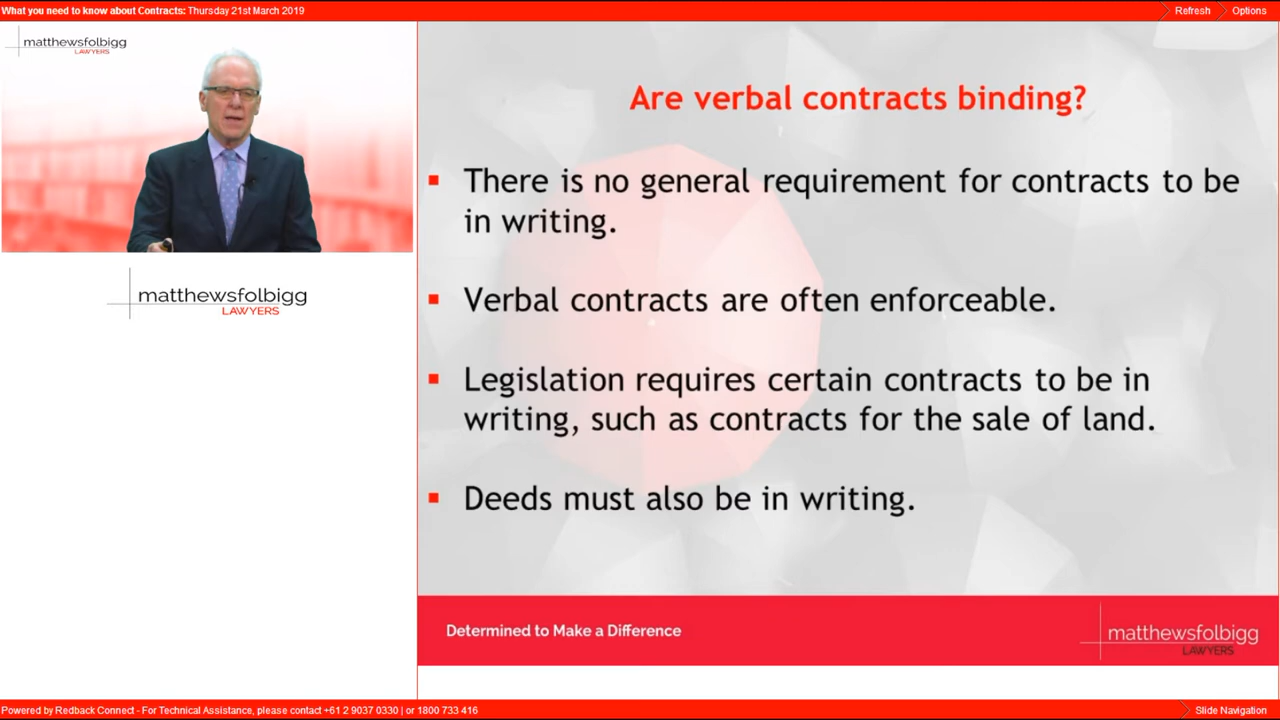 What you need to know about Contracts: Thursday 21st March 2019
Refresh
Options
matthewsfolbigg
LAWYERS
matthewsfolbigg
LAWYERS
Are verbal contracts binding?
There is no general requirement for contracts to be
in writing.
Verbal contracts are often enforceable.
Legislation requires certain contracts to be in
writing, such as contracts for the sale of land.
Deeds must also be in writing.
Determined to Make a Difference
matthewsfolbigg
LAWYERS
Powered by Redback Connect - For Technical Assistance, please contact +61 2 9037 0330 | or 1800 733 416
Slide Navigation